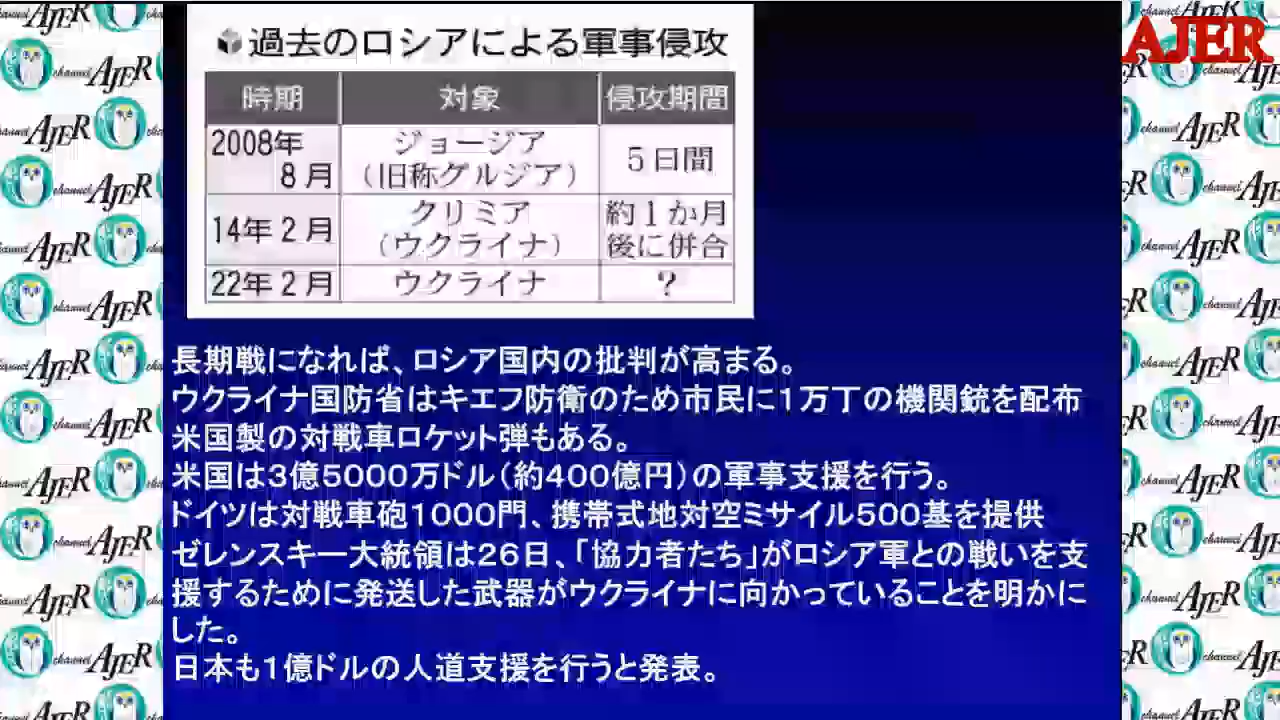 過去のロシアによる軍事侵攻
時期 対象 侵攻期間
2008年8月 ジョージア（旧称グルジア） 5日間
14年2月 クリミア（ウクライナ） 約1か月後に併合
22年2月 ウクライナ ?
長期戦になれば、ロシア国内の批判が高まる。
ウクライナ国防省はキエフ防衛のため市民に1万丁の機関銃を配布
米国製の対戦車ロケット弾もある。
米国は3億5000万ドル（約400億円）の軍事支援を行う。
ドイツは対戦車砲1000門、携帯式地対空ミサイル500基を提供
ゼレンスキー大統領は26日、「協力者たち」がロシア軍との戦いを支
援するために発送した武器がウクライナに向かっていることを明かに
した。
日本も1億ドルの人道支援を行うと発表。
AJER
channel AJER